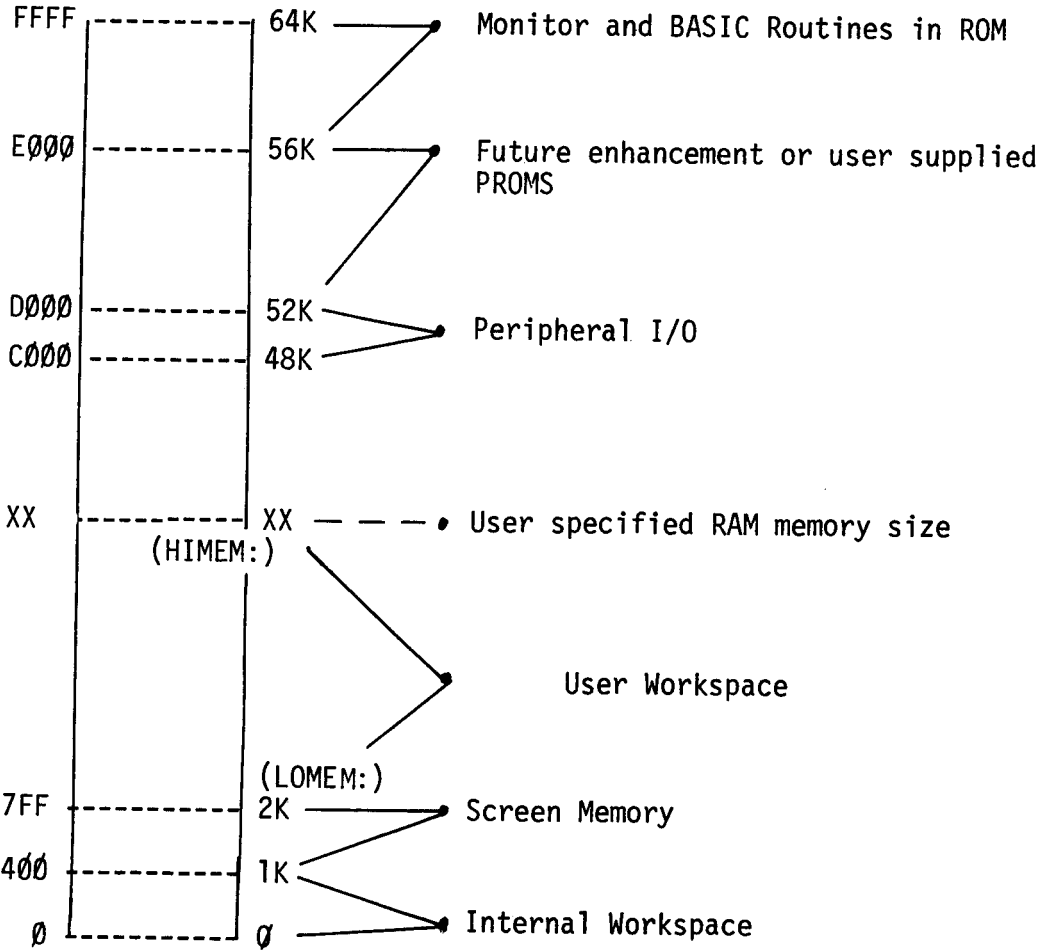 FFFF 64K Monitor and BASIC Routines in ROM
EØØØ 56K Future enhancement or user supplied
PROMS
DØØØ 52K
Peripheral I/O
CØØØ 48K
XX XX User specified RAM memory size
(HIMEM:)
User Workspace
(LOMEM:)
7FF 2K Screen Memory
4ØØ 1K
Ø Ø Internal Workspace